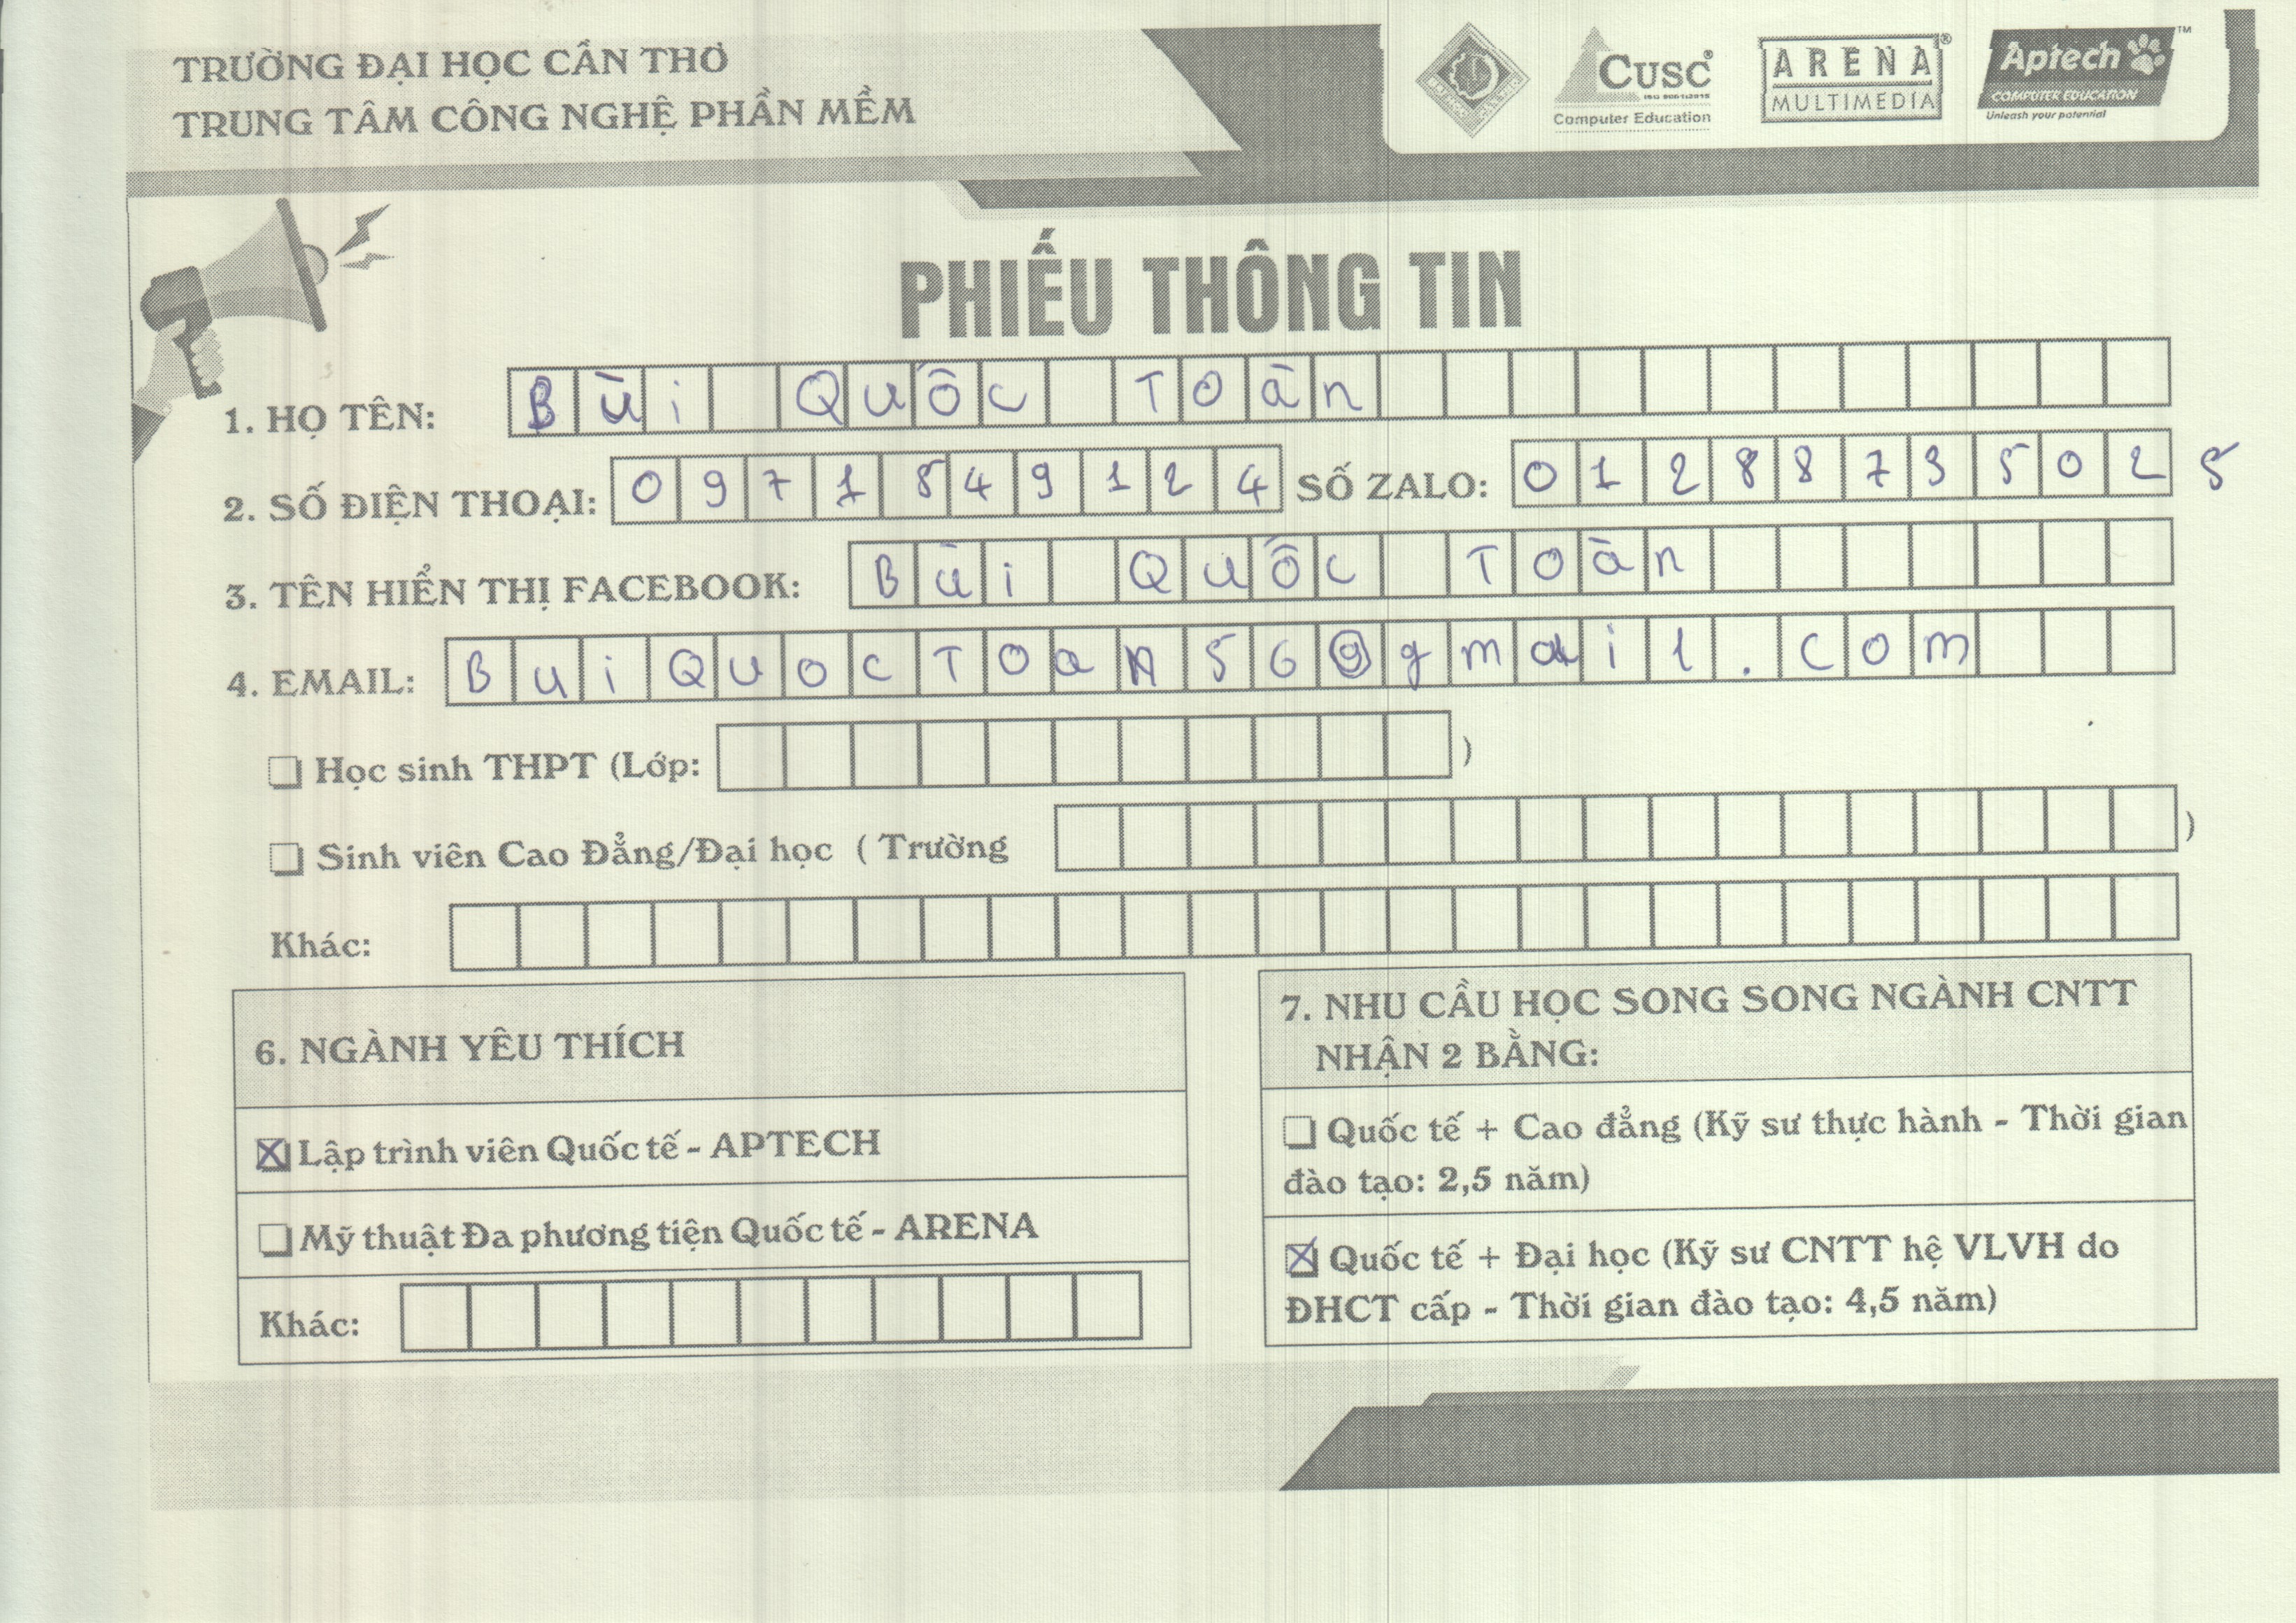 TRƯỜNG ĐẠI HỌC CẦN THƠ
TRUNG TÂM CÔNG NGHỆ PHẦN MỀM
CUSC®
Computer Education
ARENA®
MULTIMEDIA
Aptech™
COMPUTER EDUCATION
Unleash your potential
PHIẾU THÔNG TIN
1. HỌ TÊN: Bùi Quốc Toàn
2. SỐ ĐIỆN THOẠI: 0971849124 SỐ ZALO: 01288735025
3. TÊN HIỂN THỊ FACEBOOK: Bùi Quốc Toàn
4. EMAIL: BuiQuocToan56@gmail.com
Học sinh THPT (Lớp: )
Sinh viên Cao Đẳng/Đại học ( Trường )
Khác:
6. NGÀNH YÊU THÍCH
Lập trình viên Quốc tế - APTECH
Mỹ thuật Đa phương tiện Quốc tế - ARENA
Khác:
7. NHU CẦU HỌC SONG SONG NGÀNH CNTT
NHẬN 2 BẰNG:
Quốc tế + Cao đẳng (Kỹ sư thực hành - Thời gian
đào tạo: 2,5 năm)
Quốc tế + Đại học (Kỹ sư CNTT hệ VLVH do
ĐHCT cấp - Thời gian đào tạo: 4,5 năm)